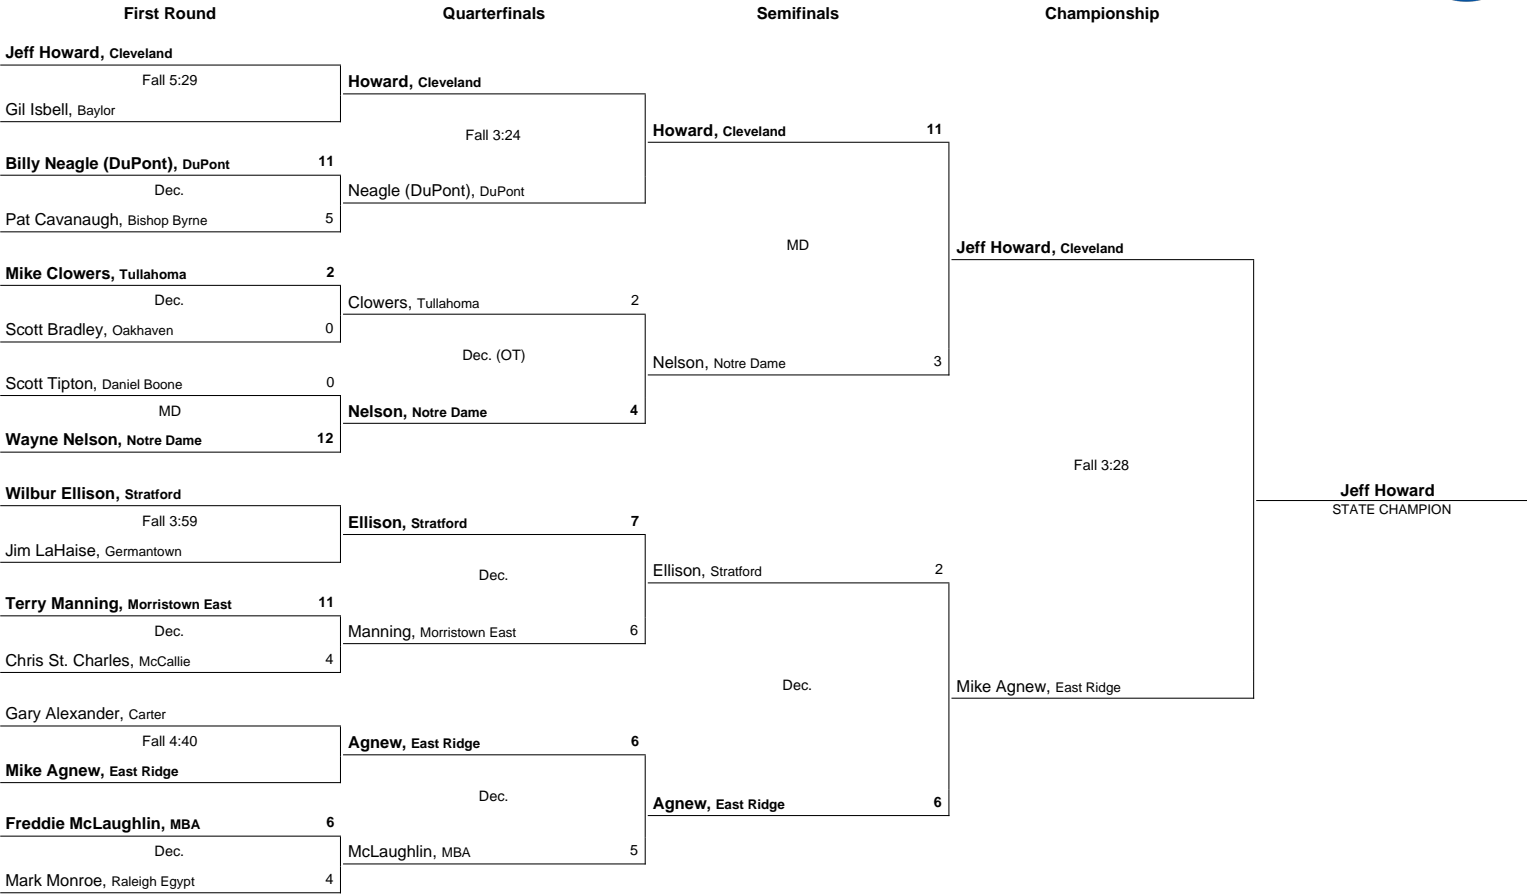 First Round Quarterfinals Semifinals Championship
Jeff Howard, Cleveland
Fall 5:29
Gil Isbell, Baylor
Billy Neagle (DuPont), DuPont 11
Dec.
Pat Cavanaugh, Bishop Byrne 5
Mike Clowers, Tullahoma 2
Dec.
Scott Bradley, Oakhaven 0
Scott Tipton, Daniel Boone 0
MD
Wayne Nelson, Notre Dame 12
Wilbur Ellison, Stratford
Fall 3:59
Jim LaHaise, Germantown
Terry Manning, Morristown East 11
Dec.
Chris St. Charles, McCallie 4
Gary Alexander, Carter
Fall 4:40
Mike Agnew, East Ridge
Freddie McLaughlin, MBA 6
Dec.
Mark Monroe, Raleigh Egypt 4
Howard, Cleveland
Fall 3:24
Neagle (DuPont), DuPont
Clowers, Tullahoma 2
Dec. (OT)
Nelson, Notre Dame 4
Ellison, Stratford 7
Dec.
Manning, Morristown East 6
Agnew, East Ridge 6
Dec.
McLaughlin, MBA 5
Howard, Cleveland 11
MD
Nelson, Notre Dame 3
Ellison, Stratford 2
Dec.
Agnew, East Ridge 6
Jeff Howard, Cleveland
Fall 3:28
Mike Agnew, East Ridge
Jeff Howard
STATE CHAMPION